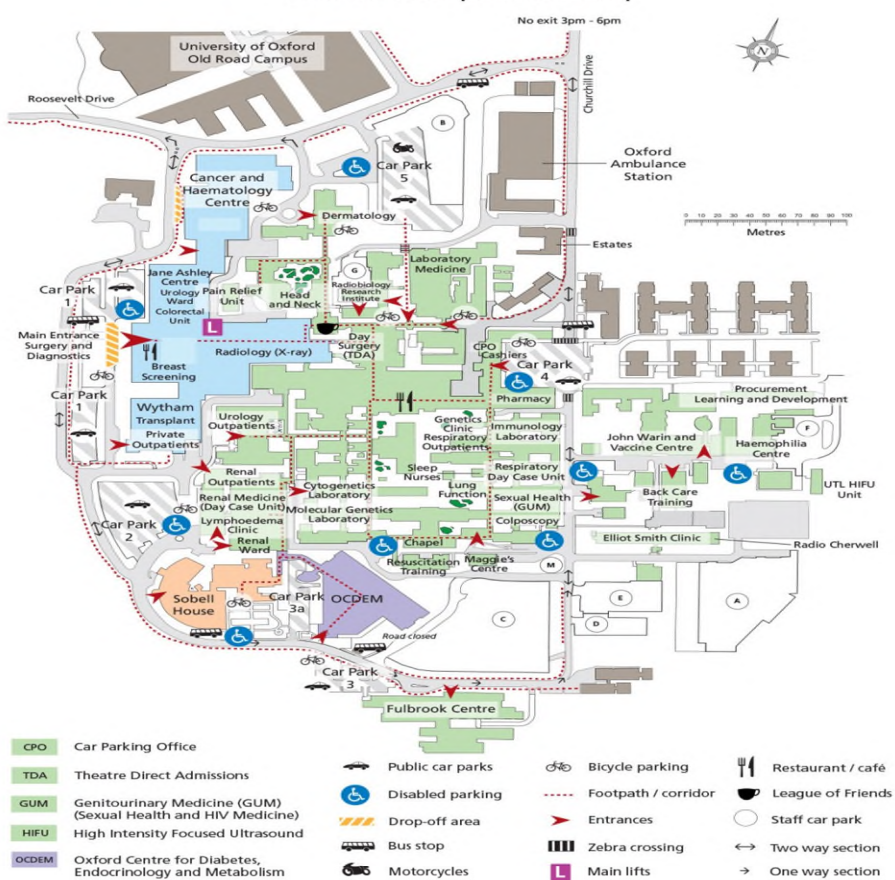 No exit 3pm - 6pm
University of Oxford
Old Road Campus
N
Churchill Drive
Roosevelt Drive
B
Oxford
Ambulance
Station
Car Park
5
Cancer and
Haematology
Centre
Dermatology
0 10 20 30 40 50 60 70 80 90 100
Metres
Estates
Laboratory
Medicine
G
Jane Ashley
Centre
Urology
Ward
Colorectal
Unit
Pain Relief
Unit
Head
and Neck
Radiobiology
Research
Institute
Car Park
1
L
Main Entrance
Surgery and
Diagnostics
Radiology (X-ray)
Day
Surgery
(TDA)
CPO
Cashiers
Car Park
4
Breast
Screening
Car Park
1
Pharmacy
Procurement
Learning and Development
Wytham
Transplant
Private
Outpatients
Urology
Outpatients
Genetics
Clinic
Respiratory
Outpatients
Immunology
Laboratory
F
John Warin and
Vaccine Centre
Haemophilia
Centre
Renal
Outpatients
Sleep
Nurses
Respiratory
Day Case Unit
Cytogenetics
Laboratory
Lung
Function
UTL HIFU
Unit
Back Care
Training
Renal Medicine
(Day Case Unit)
Molecular Genetics
Laboratory
Sexual Health
(GUM)
Car Park
2
Lymphoedema
Clinic
Colposcopy
Renal
Ward
Chapel
Elliot Smith Clinic
Radio Cherwell
Resuscitation
Training
Maggie's
Centre
M
Sobell
House
Car Park
3a
OCDEM
E
A
C
D
Road closed
Car Park
3
Fulbrook Centre
CPO Car Parking Office
TDA Theatre Direct Admissions
GUM Genitourinary Medicine (GUM)
(Sexual Health and HIV Medicine)
HIFU High Intensity Focused Ultrasound
OCDEM Oxford Centre for Diabetes,
Endocrinology and Metabolism
Public car parks
Disabled parking
Drop-off area
Bus stop
Motorcycles
Bicycle parking
Footpath / corridor
Entrances
Zebra crossing
L Main lifts
Restaurant / café
League of Friends
Staff car park
Two way section
One way section